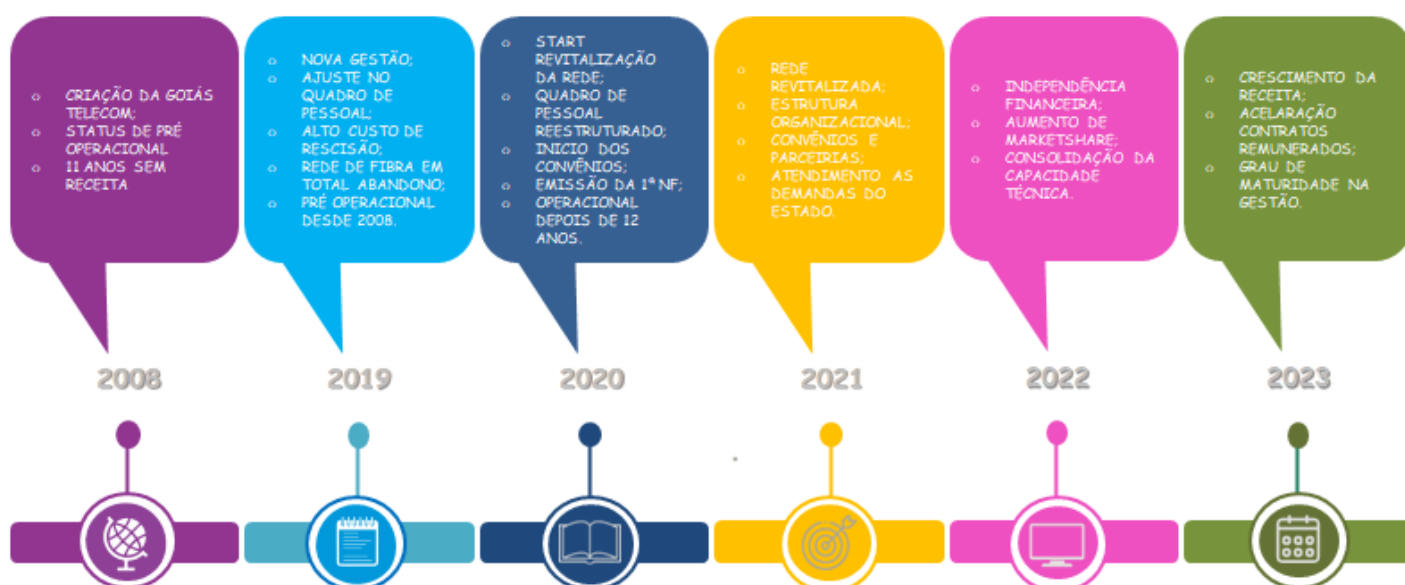 o CRIAÇÃO DA GOIÁS
TELECOM;
o STATUS DE PRÉ
OPERACIONAL
o 11 ANOS SEM
RECEITA
2008
o NOVA GESTÃO;
o AJUSTE NO
QUADRO DE
PESSOAL;
o ALTO CUSTO DE
RESCISÃO;
o REDE DE FIBRA EM
TOTAL ABANDONO;
o PRÉ OPERACIONAL
DESDE 2008.
2019
o START
REVITALIZAÇÃO
DA REDE;
o QUADRO DE
PESSOAL
REESTRUTURADO;
o INICIO DOS
CONVÊNIOS;
o EMISSÃO DA 1ª NF;
o OPERACIONAL
DEPOIS DE 12
ANOS.
2020
o REDE
REVITALIZADA;
o ESTRUTURA
ORGANIZACIONAL;
o CONVÊNIOS E
PARCEIRIAS;
o ATENDIMENTO AS
DEMANDAS DO
ESTADO.
2021
o INDEPENDÊNCIA
FINANCEIRA;
o AUMENTO DE
MARKETSHARE;
o CONSOLIDAÇÃO DA
CAPACIDADE
TÉCNICA.
2022
o CRESCIMENTO DA
RECEITA;
o ACELARAÇÃO
CONTRATOS
REMUNERADOS;
o GRAU DE
MATURIDADE NA
GESTÃO.
2023